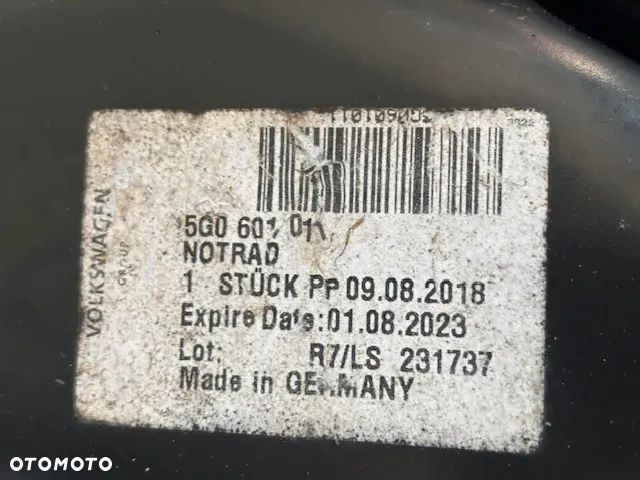 5G0 601 011
NOTRAD
1 STÜCK PP 09.08.2018
Expire Date:01.08.2023
Lot: R7/LS 231737
Made in GERMANY
VOLKSWAGEN
GROUP
OTOMOTO